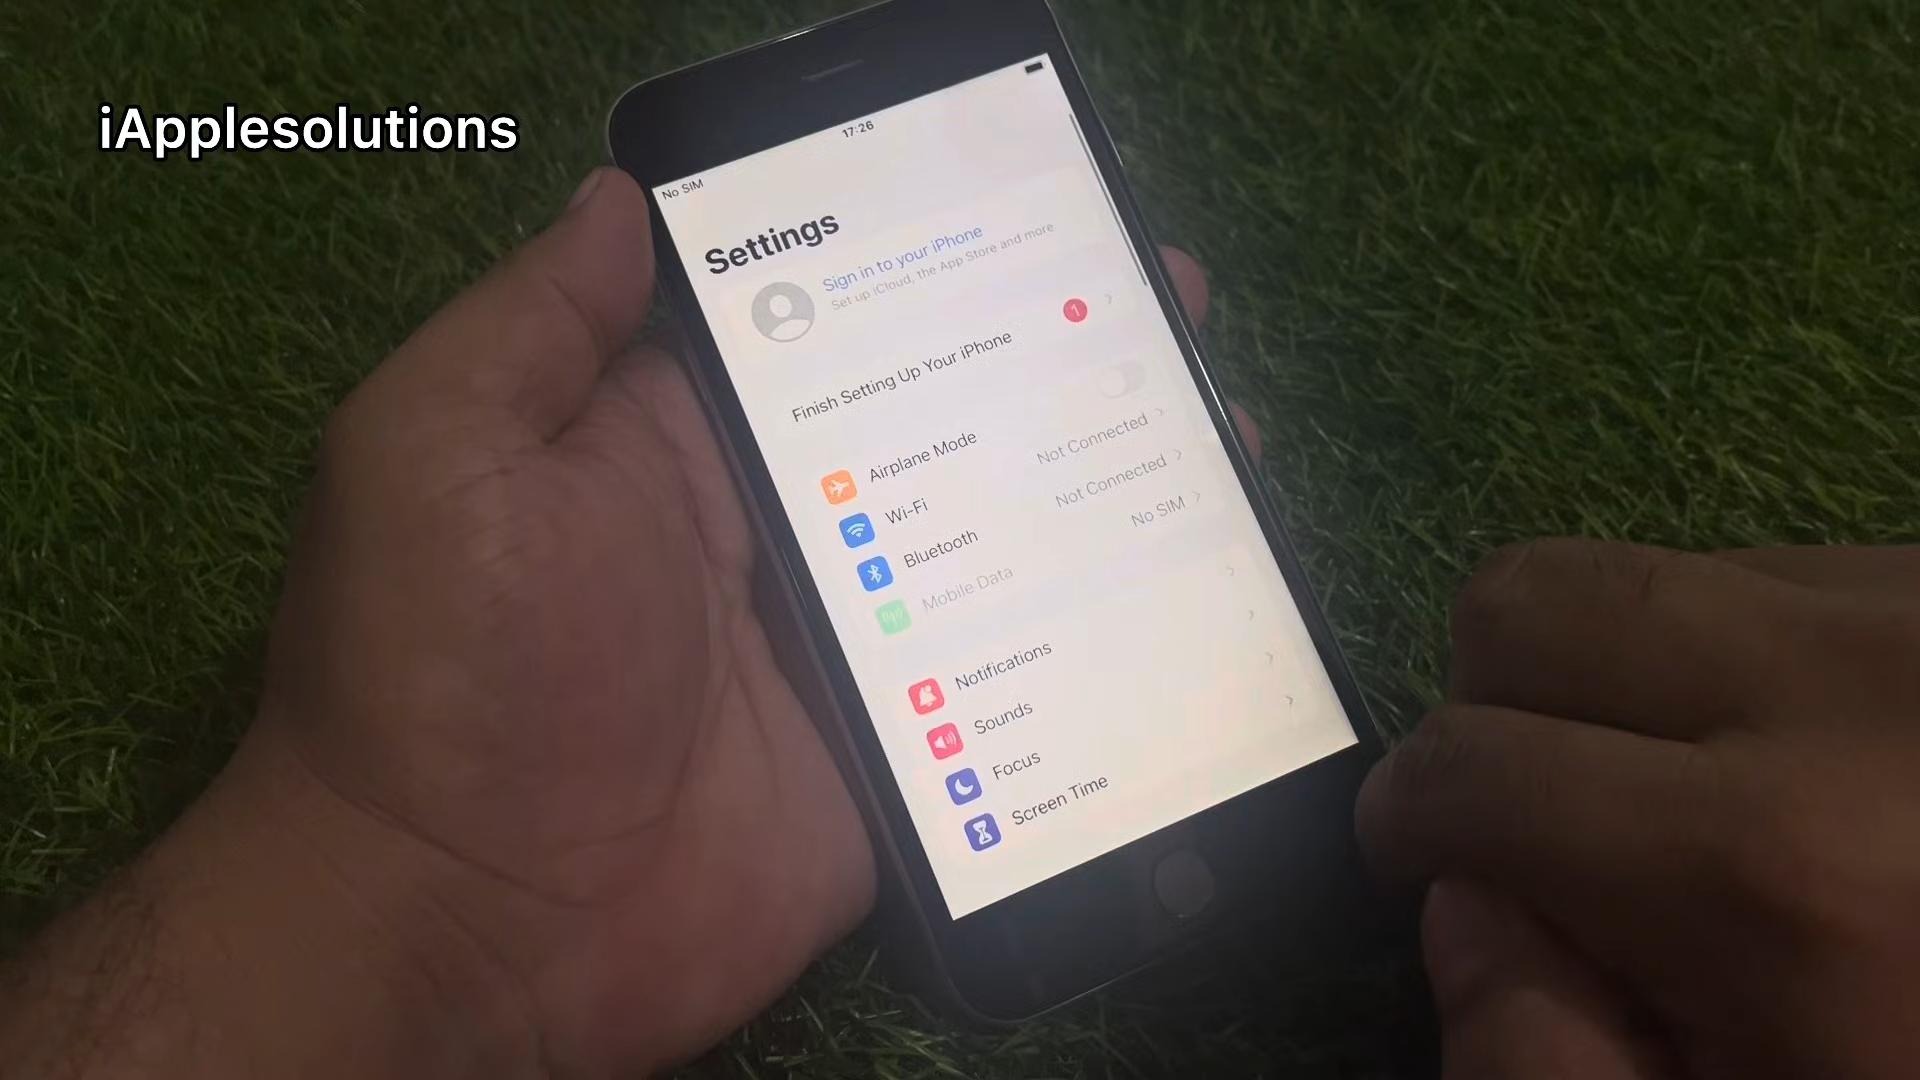 iApplesolutions
17:26
No SIM
Settings
Sign in to your iPhone
Set up iCloud, the App Store and more
Finish Setting Up Your iPhone
1
Airplane Mode
Wi-Fi
Not Connected
Bluetooth
Not Connected
Mobile Data
No SIM
Notifications
Sounds
Focus
Screen Time